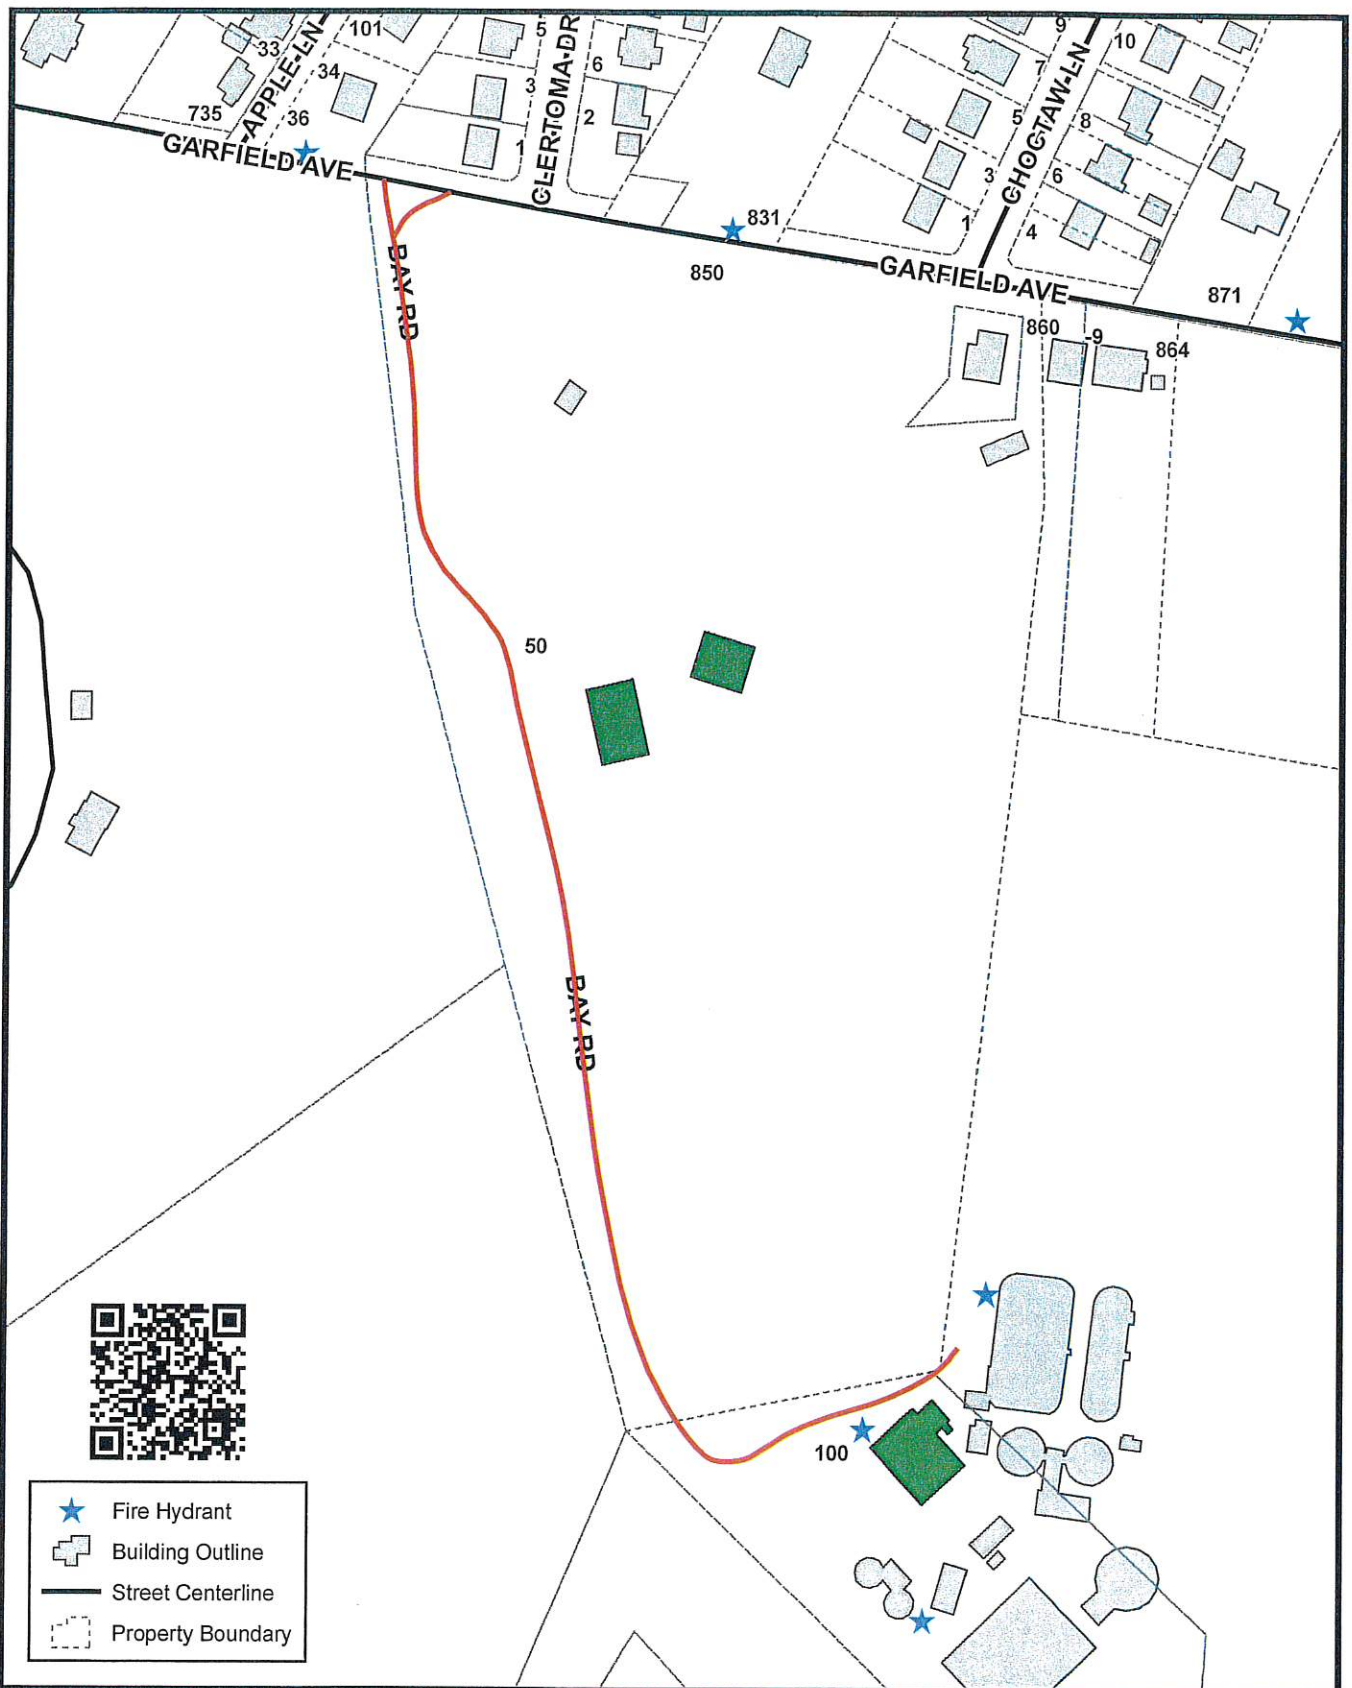 101
5
9
10
33
APPLE LN
34
3
6
CLERTOMA-DR
7
CHOCTAW-LN
735
36
2
5
8
GARFIELD AVE
1
3
6
831
1
4
850
GARFIELD-AVE
871
BAY RD
860
-9
864
50
BAY RD
100
Fire Hydrant
Building Outline
Street Centerline
Property Boundary